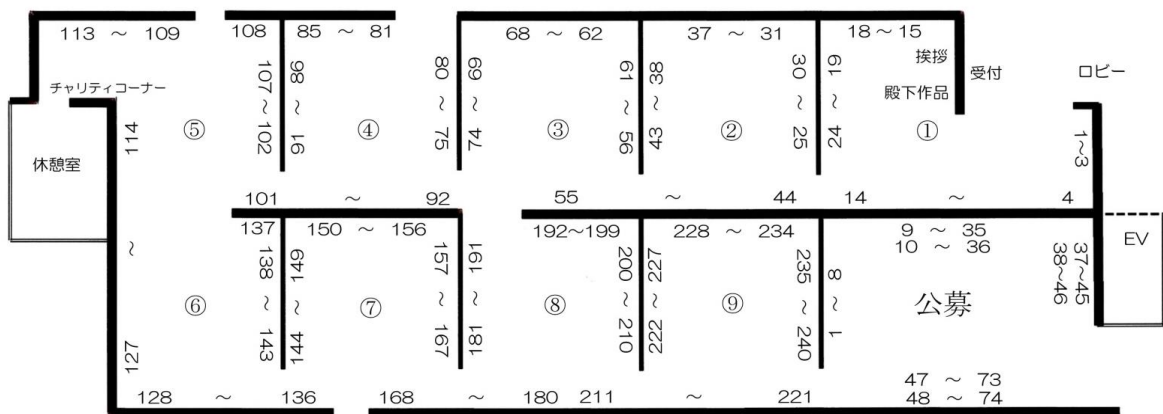 113 ～ 109
108
85 ～ 81
68 ～ 62
37 ～ 31
18～15
挨拶
受付
ロビー
殿下作品
チャリティコーナー
107～102
86 ～ 91
80 ～ 75
69 ～ 74
61 ～ 56
38 ～ 43
30 ～ 25
19 ～ 24
1～3
⑤
④
③
②
①
114 ～ 127
休憩室
101 ～ 92
55 ～ 44
14 ～ 4
137
150 ～ 156
192～199
228 ～ 234
9 ～ 35
10 ～ 36
EV
138 ～ 143
149 ～ 144
157 ～ 167
191 ～ 181
200 ～ 210
227 ～ 222
235 ～ 240
1 ～ 8
37～45
38～46
⑥
⑦
⑧
⑨
公募
128 ～ 136
168 ～ 180
211 ～ 221
47 ～ 73
48 ～ 74